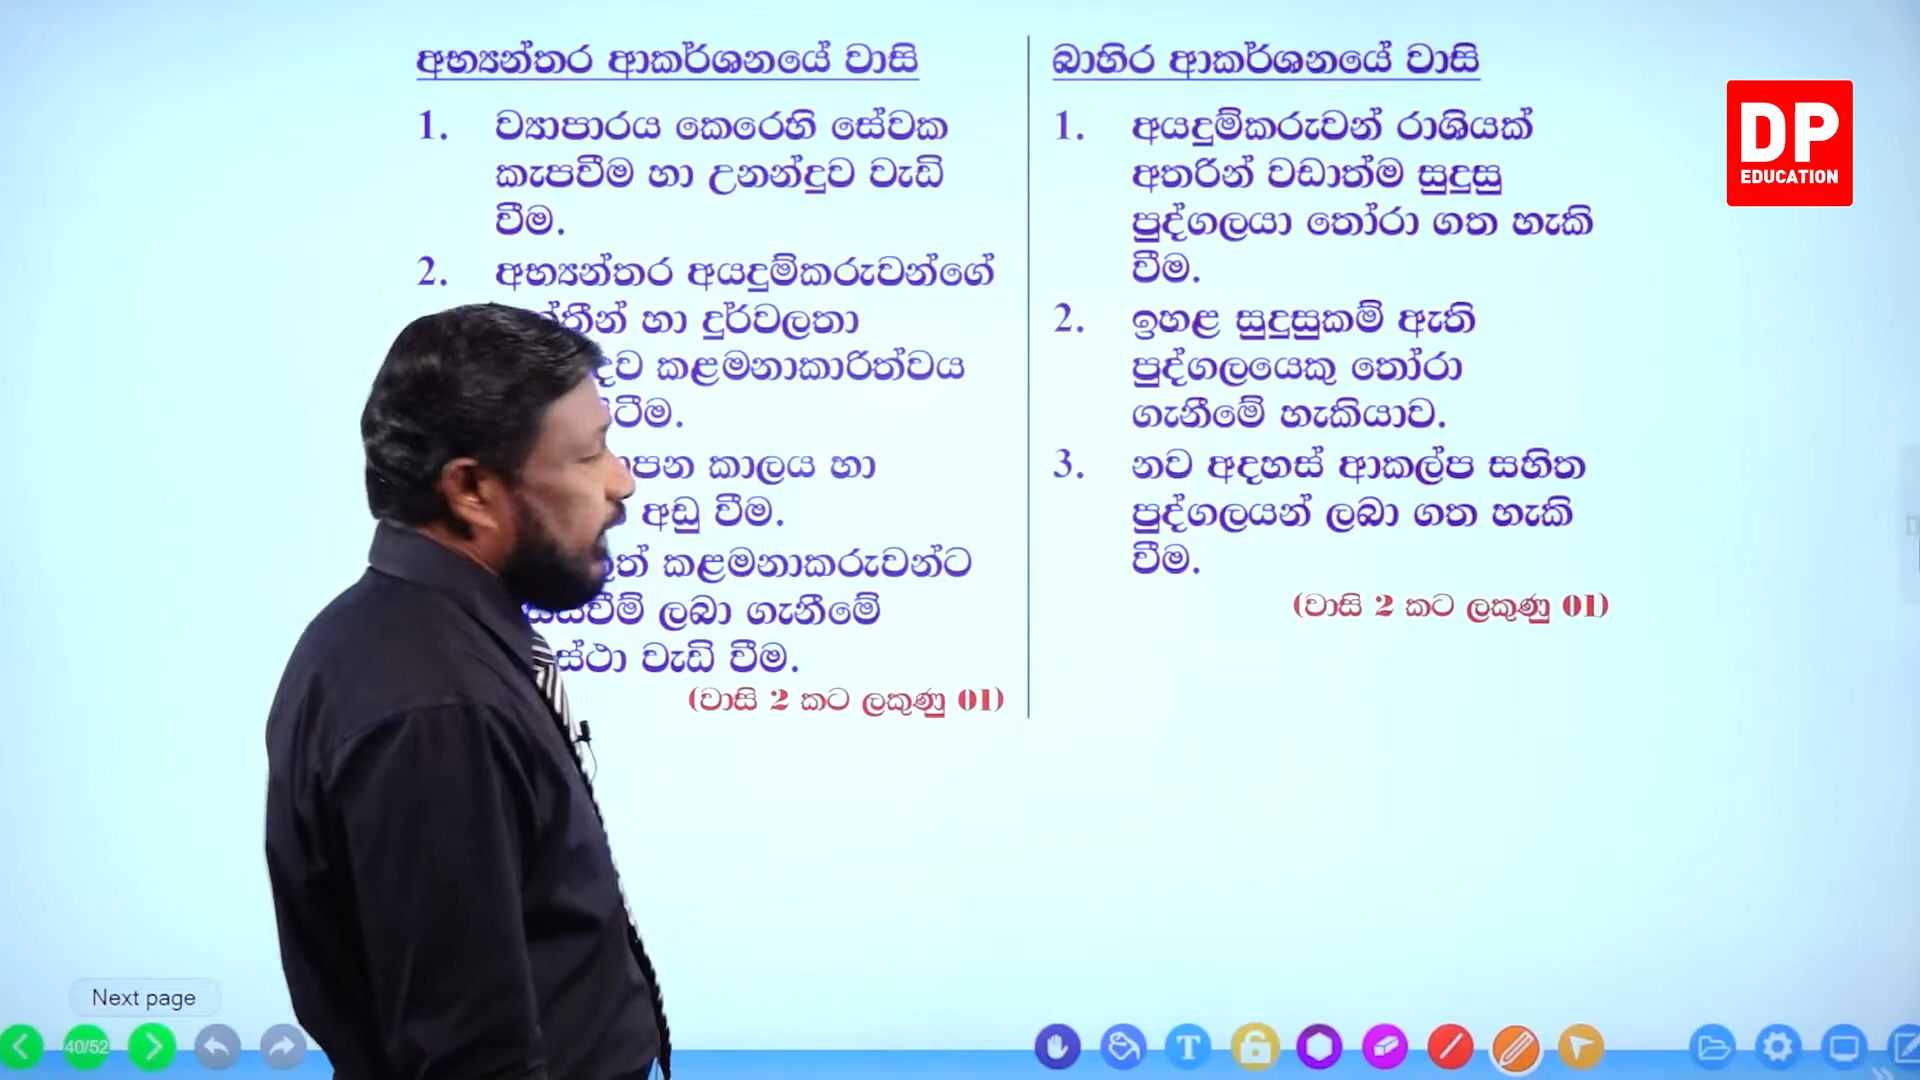 අභ්‍යන්තර ආකර්ශනයේ වාසි
1. ව්‍යාපාරය කෙරෙහි සේවක
කැපවීම හා උනන්දුව වැඩි
වීම.
2. අභ්‍යන්තර අයදුම්කරුවන්ගේ
හා දුර්වලතා
කළමනාකාරිත්වය
කාලය හා
අඩු වීම.
කළමනාකරුවන්ට
ලබා ගැනීමේ
වැඩි වීම.
(වාසි 2 කට ලකුණු 01)
බාහිර ආකර්ශනයේ වාසි
1. අයදුම්කරුවන් රාශියක්
අතරින් වඩාත්ම සුදුසු
පුද්ගලයා තෝරා ගත හැකි
වීම.
2. ඉහළ සුදුසුකම් ඇති
පුද්ගලයෙකු තෝරා
ගැනීමේ හැකියාව.
3. නව අදහස් ආකල්ප සහිත
පුද්ගලයන් ලබා ගත හැකි
වීම.
(වාසි 2 කට ලකුණු 01)
DP
EDUCATION
Next page
40/52
T